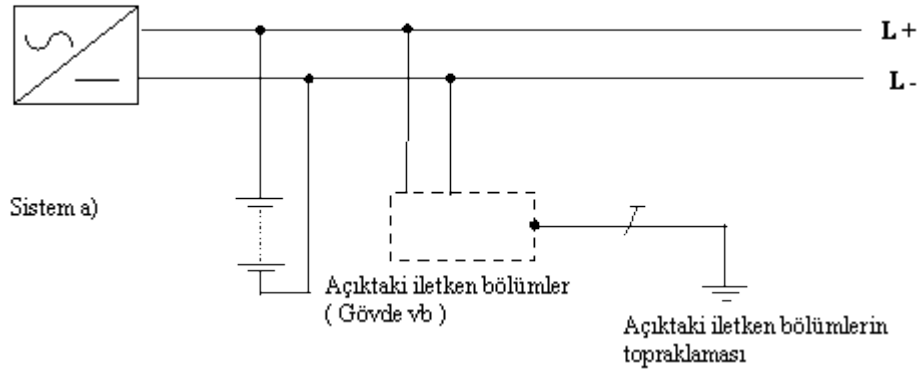 L +
L -
Sistem a)
Açıktaki iletken bölümler
( Gövde vb )
Açıktaki iletken bölümlerin
topraklaması